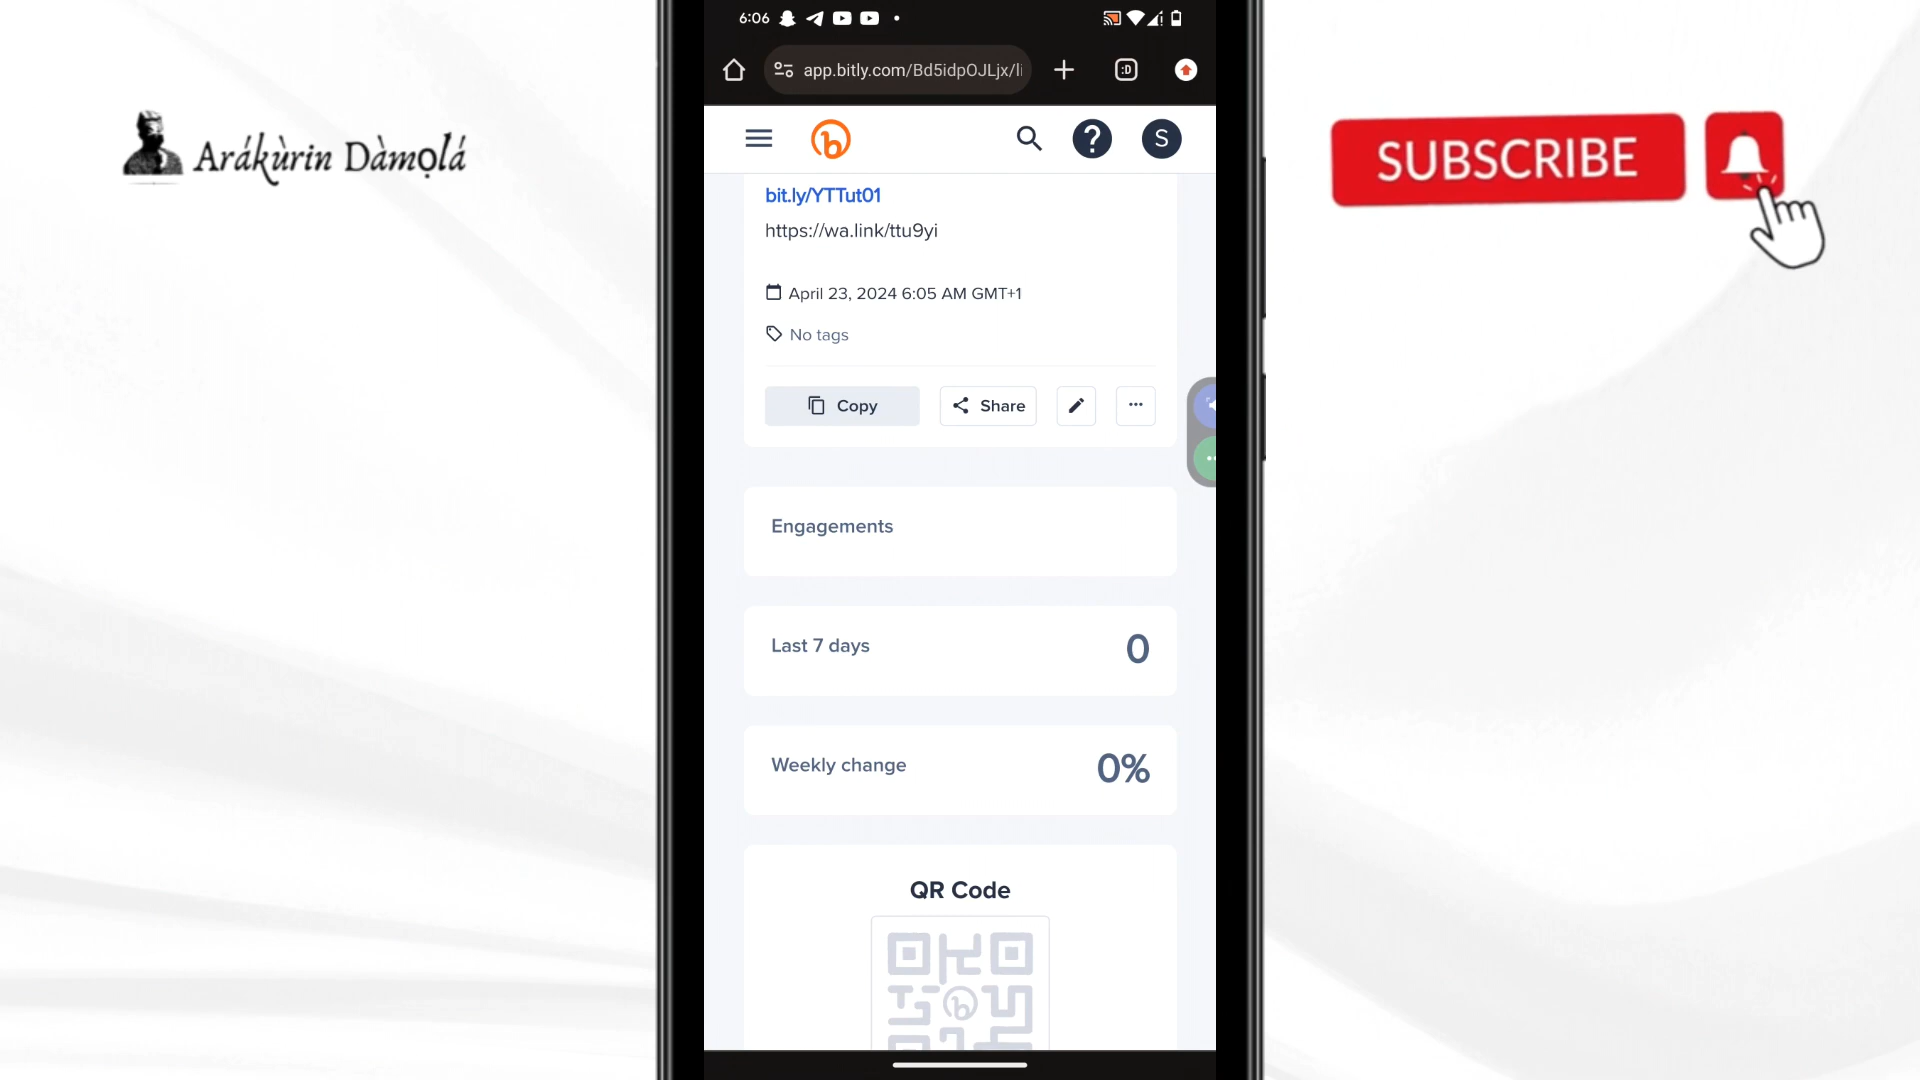 6:06
app.bitly.com/Bd5idpOJLjx/li
S
Arákùrin Dàmọlá
SUBSCRIBE
bit.ly/YTTut01
https://wa.link/ttu9yi
April 23, 2024 6:05 AM GMT+1
No tags
Copy
Share
Engagements
Last 7 days
0
Weekly change
0%
QR Code